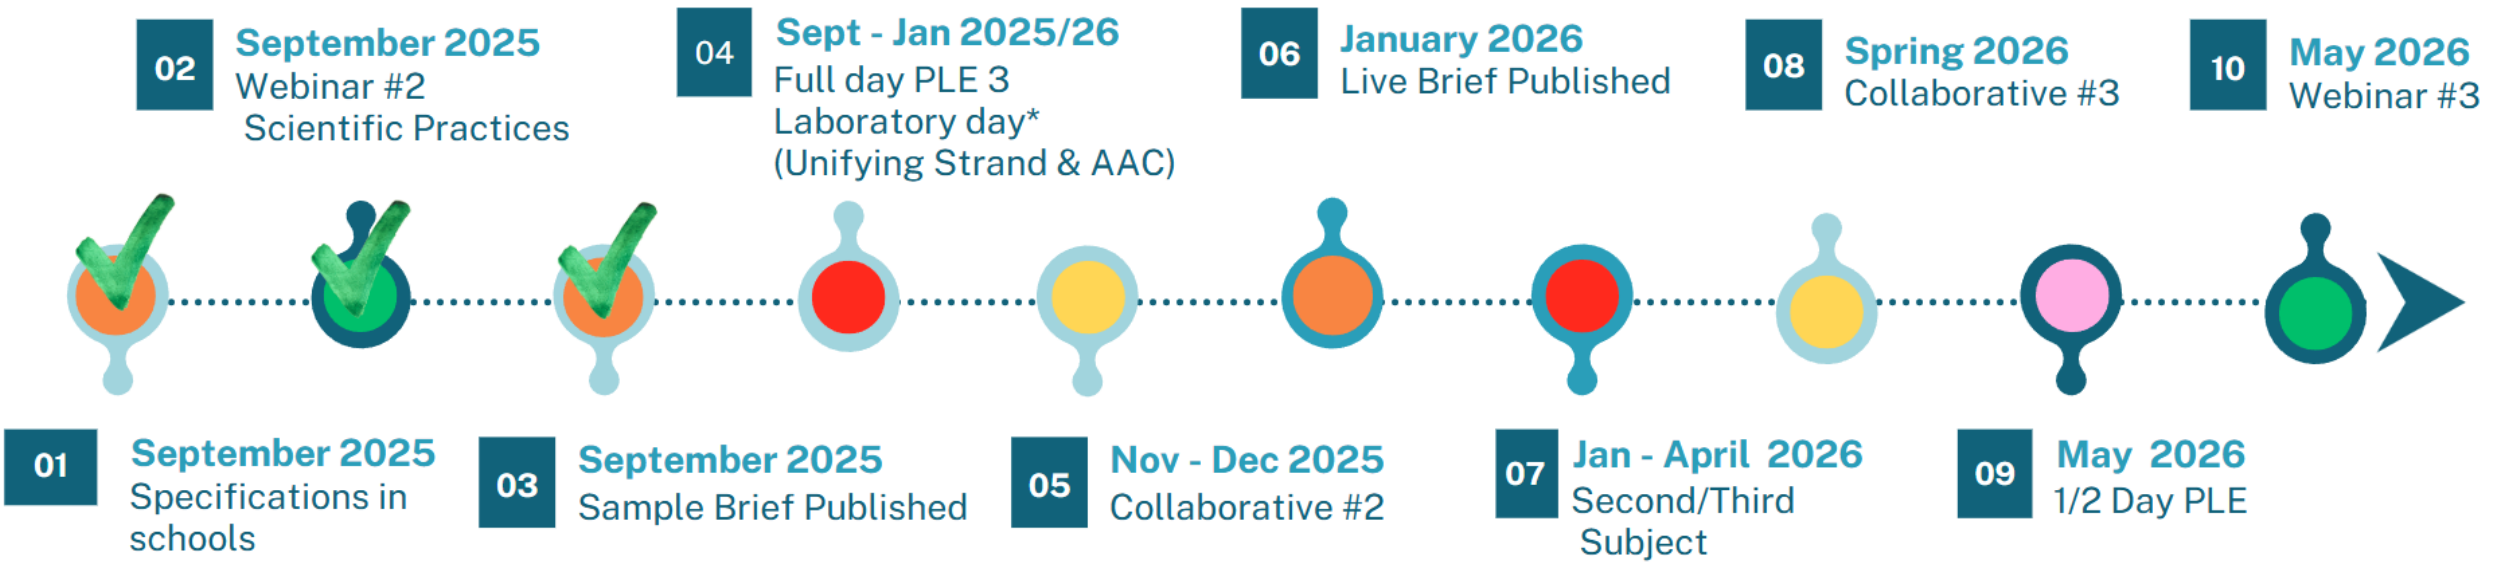 02
September 2025
Webinar #2
Scientific Practices
04
Sept - Jan 2025/26
Full day PLE 3
Laboratory day*
(Unifying Strand & AAC)
06
January 2026
Live Brief Published
08
Spring 2026
Collaborative #3
10
May 2026
Webinar #3
01
September 2025
Specifications in
schools
03
September 2025
Sample Brief Published
05
Nov - Dec 2025
Collaborative #2
07
Jan - April 2026
Second/Third
Subject
09
May 2026
1/2 Day PLE